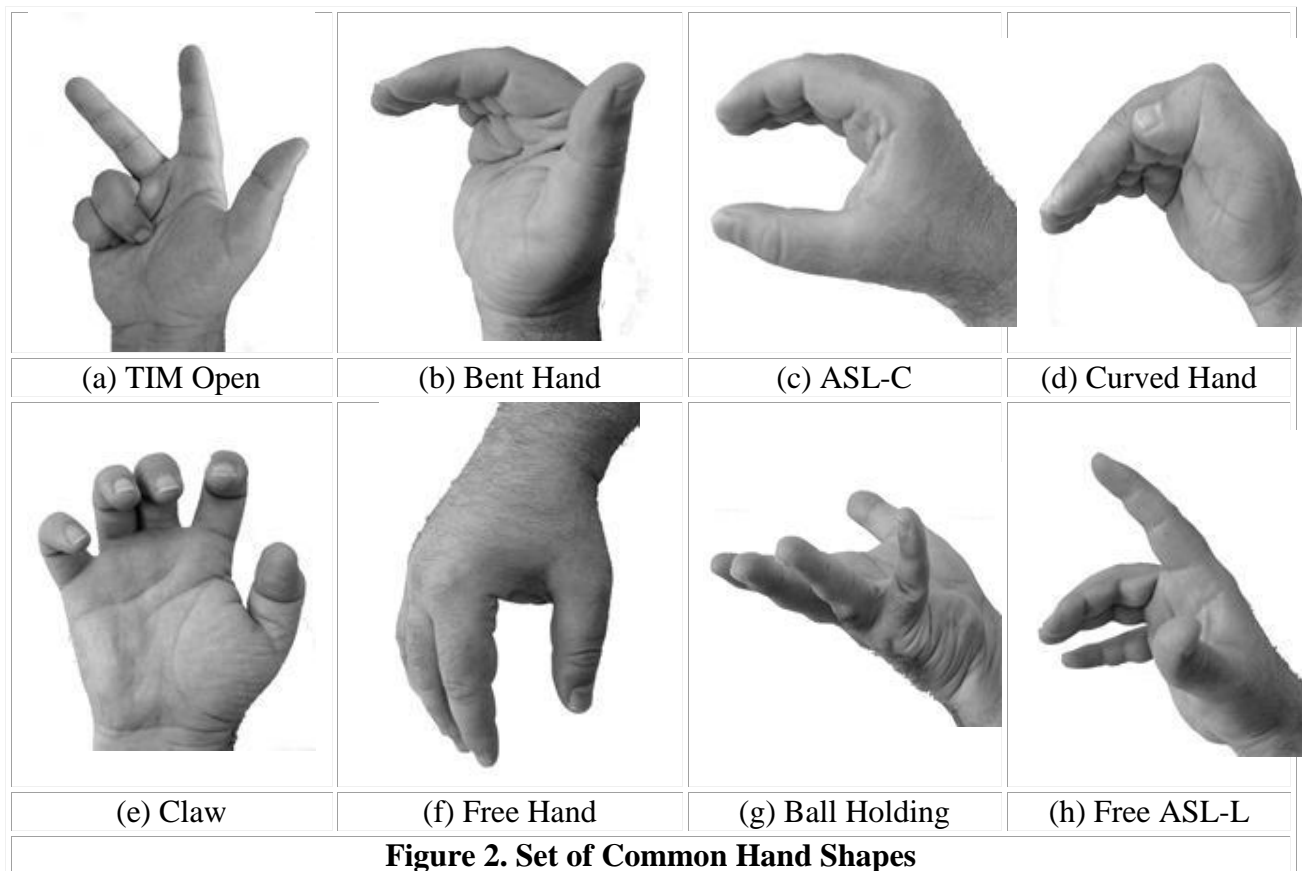 (a) TIM Open
(b) Bent Hand
(c) ASL-C
(d) Curved Hand
(e) Claw
(f) Free Hand
(g) Ball Holding
(h) Free ASL-L
Figure 2. Set of Common Hand Shapes